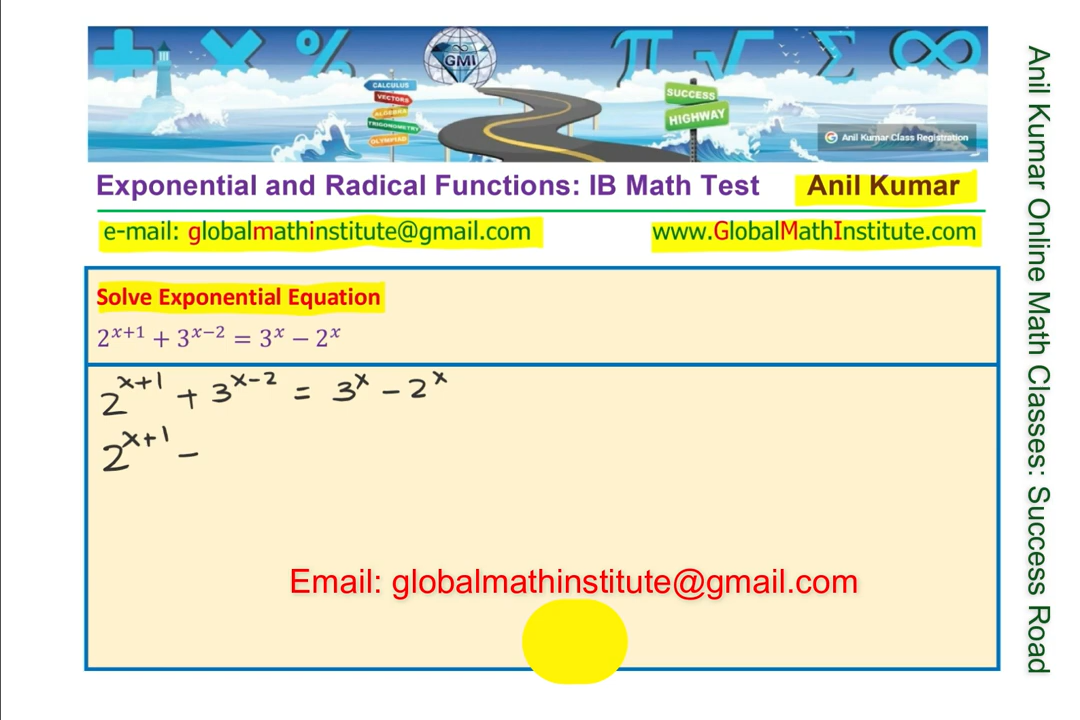 GMI
CALCULUS
VECTORS
ALGEBRA
TRIGONOMETRY
OLYMPIAD
SUCCESS
HIGHWAY
Anil Kumar Class Registration
Exponential and Radical Functions: IB Math Test Anil Kumar
e-mail: globalmathinstitute@gmail.com www.GlobalMathInstitute.com
Solve Exponential Equation
2^{x+1} + 3^{x−2} = 3^x − 2^x
2^{x+1} + 3^{x−2} = 3^x − 2^x
2^{x+1} −
Email: globalmathinstitute@gmail.com
Anil Kumar Online Math Classes: Success Road